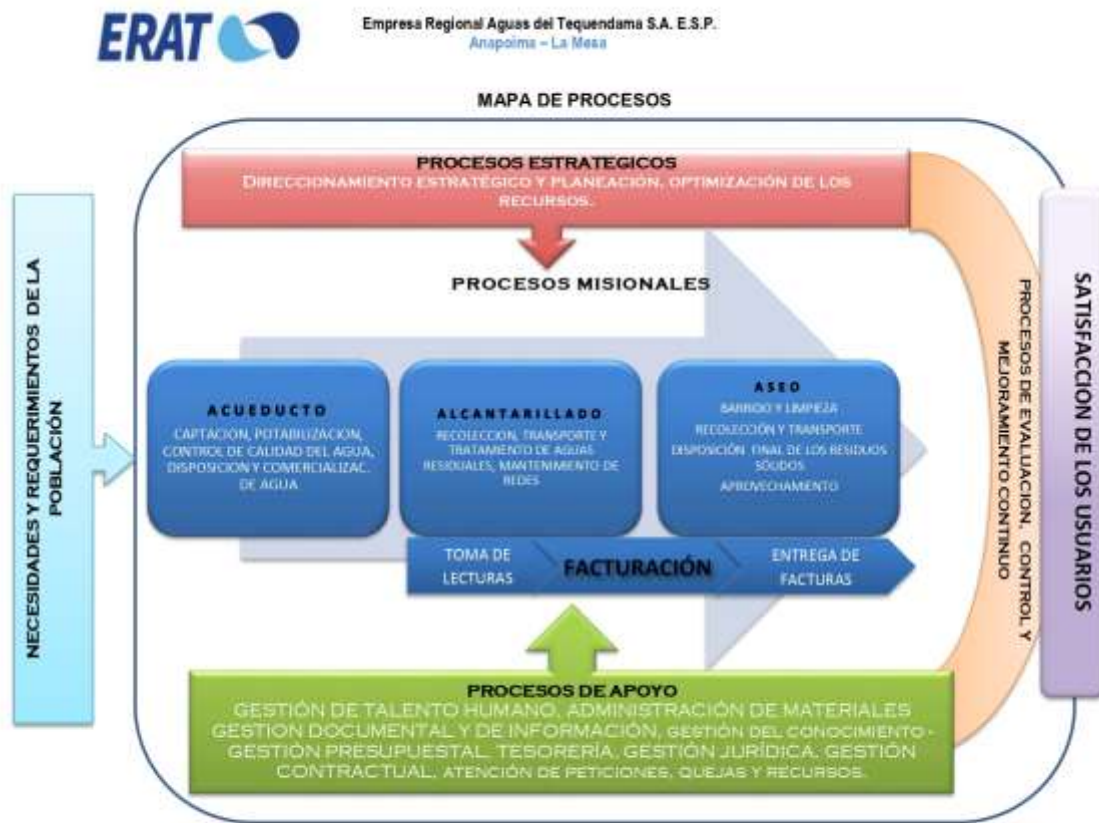 ERAT
Empresa Regional Aguas del Tequendama S.A. E.S.P.
Anapoima – La Mesa
MAPA DE PROCESOS
NECESIDADES Y REQUERIMIENTOS DE LA
POBLACIÓN
PROCESOS ESTRATEGICOS
DIRECCIONAMIENTO ESTRATÉGICO Y PLANEACIÓN, OPTIMIZACIÓN DE LOS
RECURSOS.
PROCESOS MISIONALES
ACUEDUCTO
CAPTACION, POTABILIZACION,
CONTROL DE CALIDAD DEL AGUA,
DISPOSICION Y COMERCIALIZAC.
DE AGUA
ALCANTARILLADO
RECOLECCION, TRANSPORTE Y
TRATAMIENTO DE AGUAS
RESIDUALES, MANTENIMIENTO DE
REDES
ASEO
BARRIDO Y LIMPIEZA
RECOLECCIÓN Y TRANSPORTE
DISPOSICIÓN FINAL DE LOS RESIDUOS
SÓLIDOS
APROVECHAMIENTO
TOMA DE
LECTURAS
FACTURACIÓN
ENTREGA DE
FACTURAS
PROCESOS DE APOYO
GESTIÓN DE TALENTO HUMANO, ADMINISTRACIÓN DE MATERIALES
GESTION DOCUMENTAL Y DE INFORMACIÓN, GESTIÓN DEL CONOCIMIENTO -
GESTION PRESUPUESTAL, TESORERÍA, GESTIÓN JURÍDICA, GESTIÓN
CONTRACTUAL, ATENCIÓN DE PETICIONES, QUEJAS Y RECURSOS.
PROCESOS DE EVALUACION, CONTROL Y
MEJORAMIENTO CONTINUO
SATISFACCION DE LOS USUARIOS